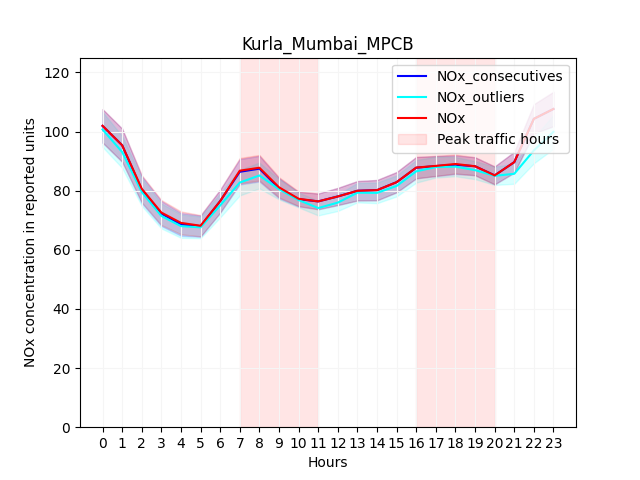 Kurla_Mumbai_MPCB
NOx concentration in reported units
120
100
80
60
40
20
0
NOx_consecutives
NOx_outliers
NOx
Peak traffic hours
0 1 2 3 4 5 6 7 8 9 10 11 12 13 14 15 16 17 18 19 20 21 22 23
Hours